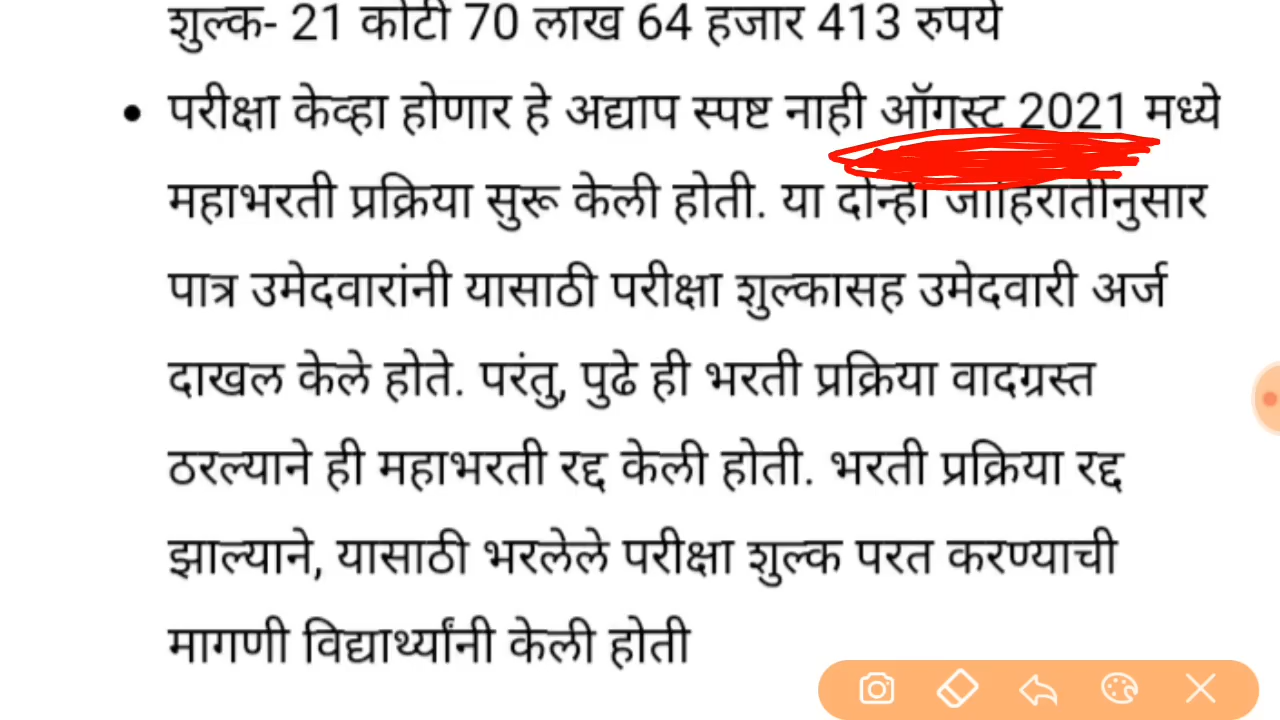 शुल्क- 21 कोटी 70 लाख 64 हजार 413 रुपये
• परीक्षा केव्हा होणार हे अद्याप स्पष्ट नाही ऑगस्ट 2021 मध्ये
महाभरती प्रक्रिया सुरू केली होती. या दोन्ही जाहिरातीनुसार
पात्र उमेदवारांनी यासाठी परीक्षा शुल्कासह उमेदवारी अर्ज
दाखल केले होते. परंतु, पुढे ही भरती प्रक्रिया वादग्रस्त
ठरल्याने ही महाभरती रद्द केली होती. भरती प्रक्रिया रद्द
झाल्याने, यासाठी भरलेले परीक्षा शुल्क परत करण्याची
मागणी विद्यार्थ्यांनी केली होती